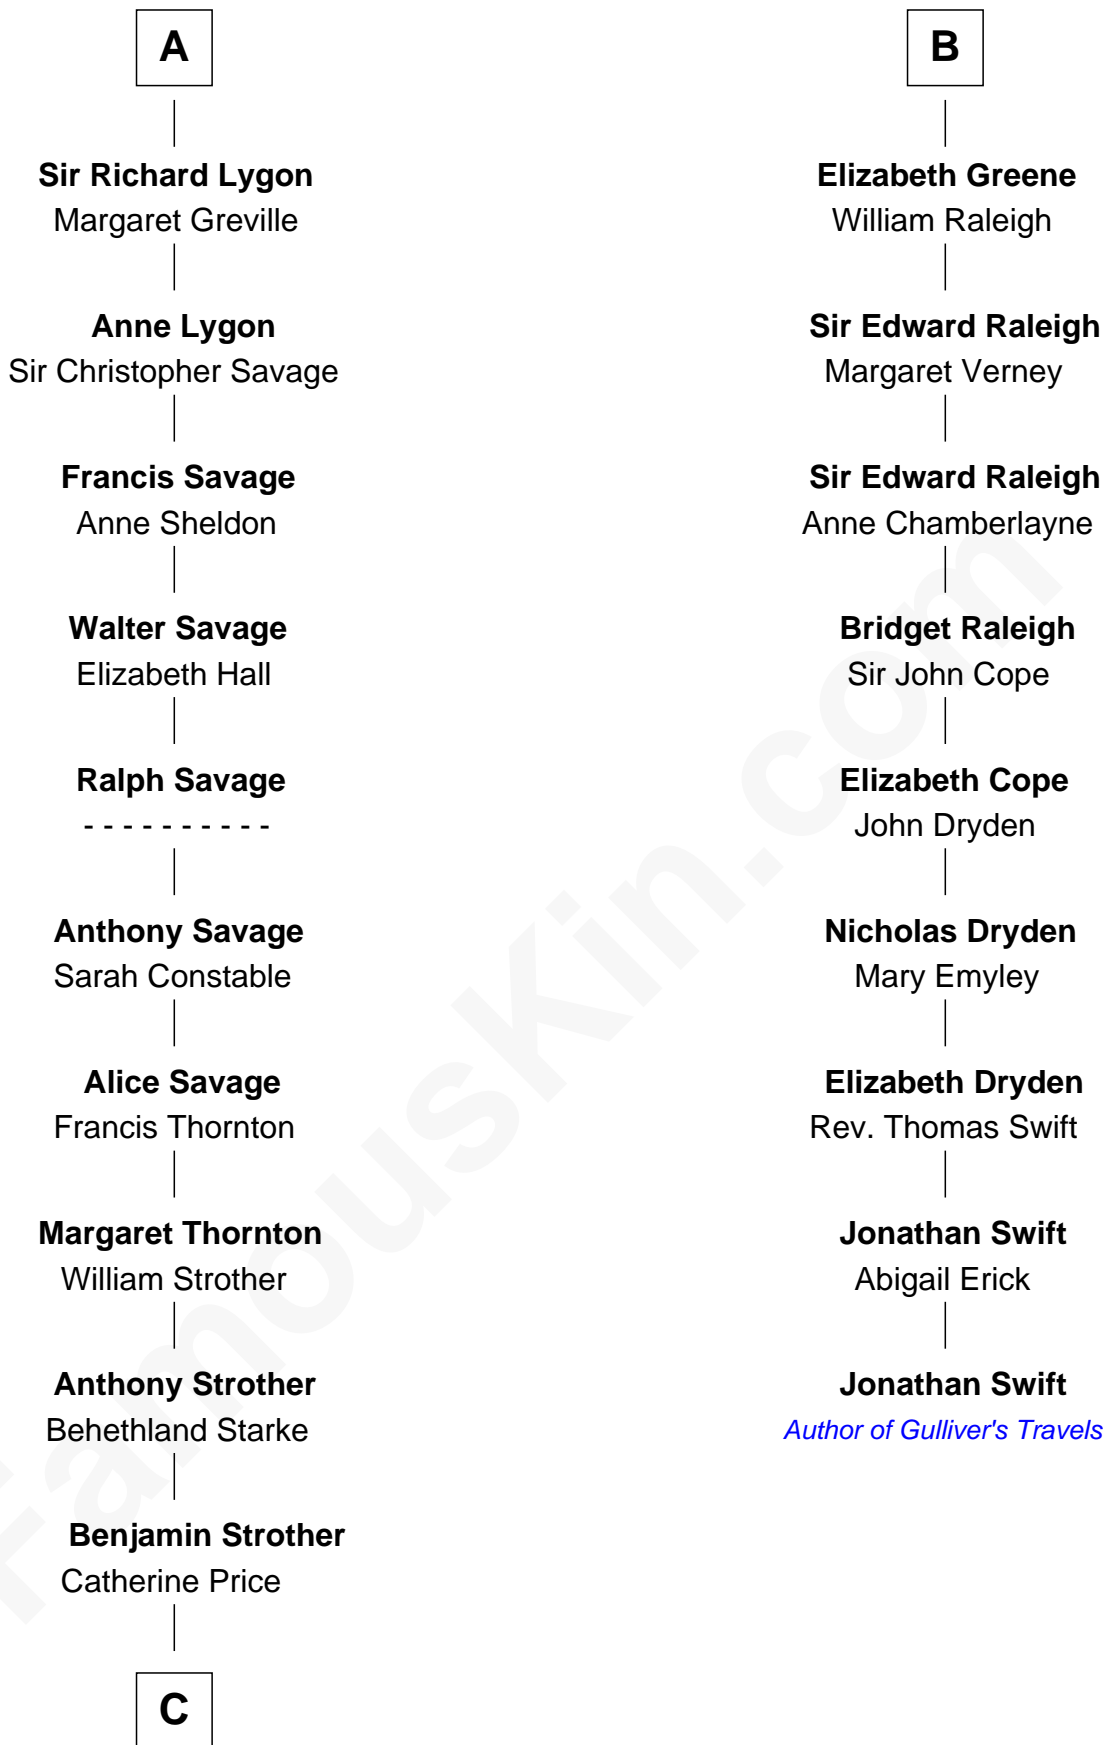 A
Sir Richard Lygon
Margaret Greville
Anne Lygon
Sir Christopher Savage
Francis Savage
Anne Sheldon
Walter Savage
Elizabeth Hall
Ralph Savage
- - - - - - - - - -
Anthony Savage
Sarah Constable
Alice Savage
Francis Thornton
Margaret Thornton
William Strother
Anthony Strother
Behethland Starke
Benjamin Strother
Catherine Price
C
B
Elizabeth Greene
William Raleigh
Sir Edward Raleigh
Margaret Verney
Sir Edward Raleigh
Anne Chamberlayne
Bridget Raleigh
Sir John Cope
Elizabeth Cope
John Dryden
Nicholas Dryden
Mary Emyley
Elizabeth Dryden
Rev. Thomas Swift
Jonathan Swift
Abigail Erick
Jonathan Swift
Author of Gulliver's Travels
FamousKin.com